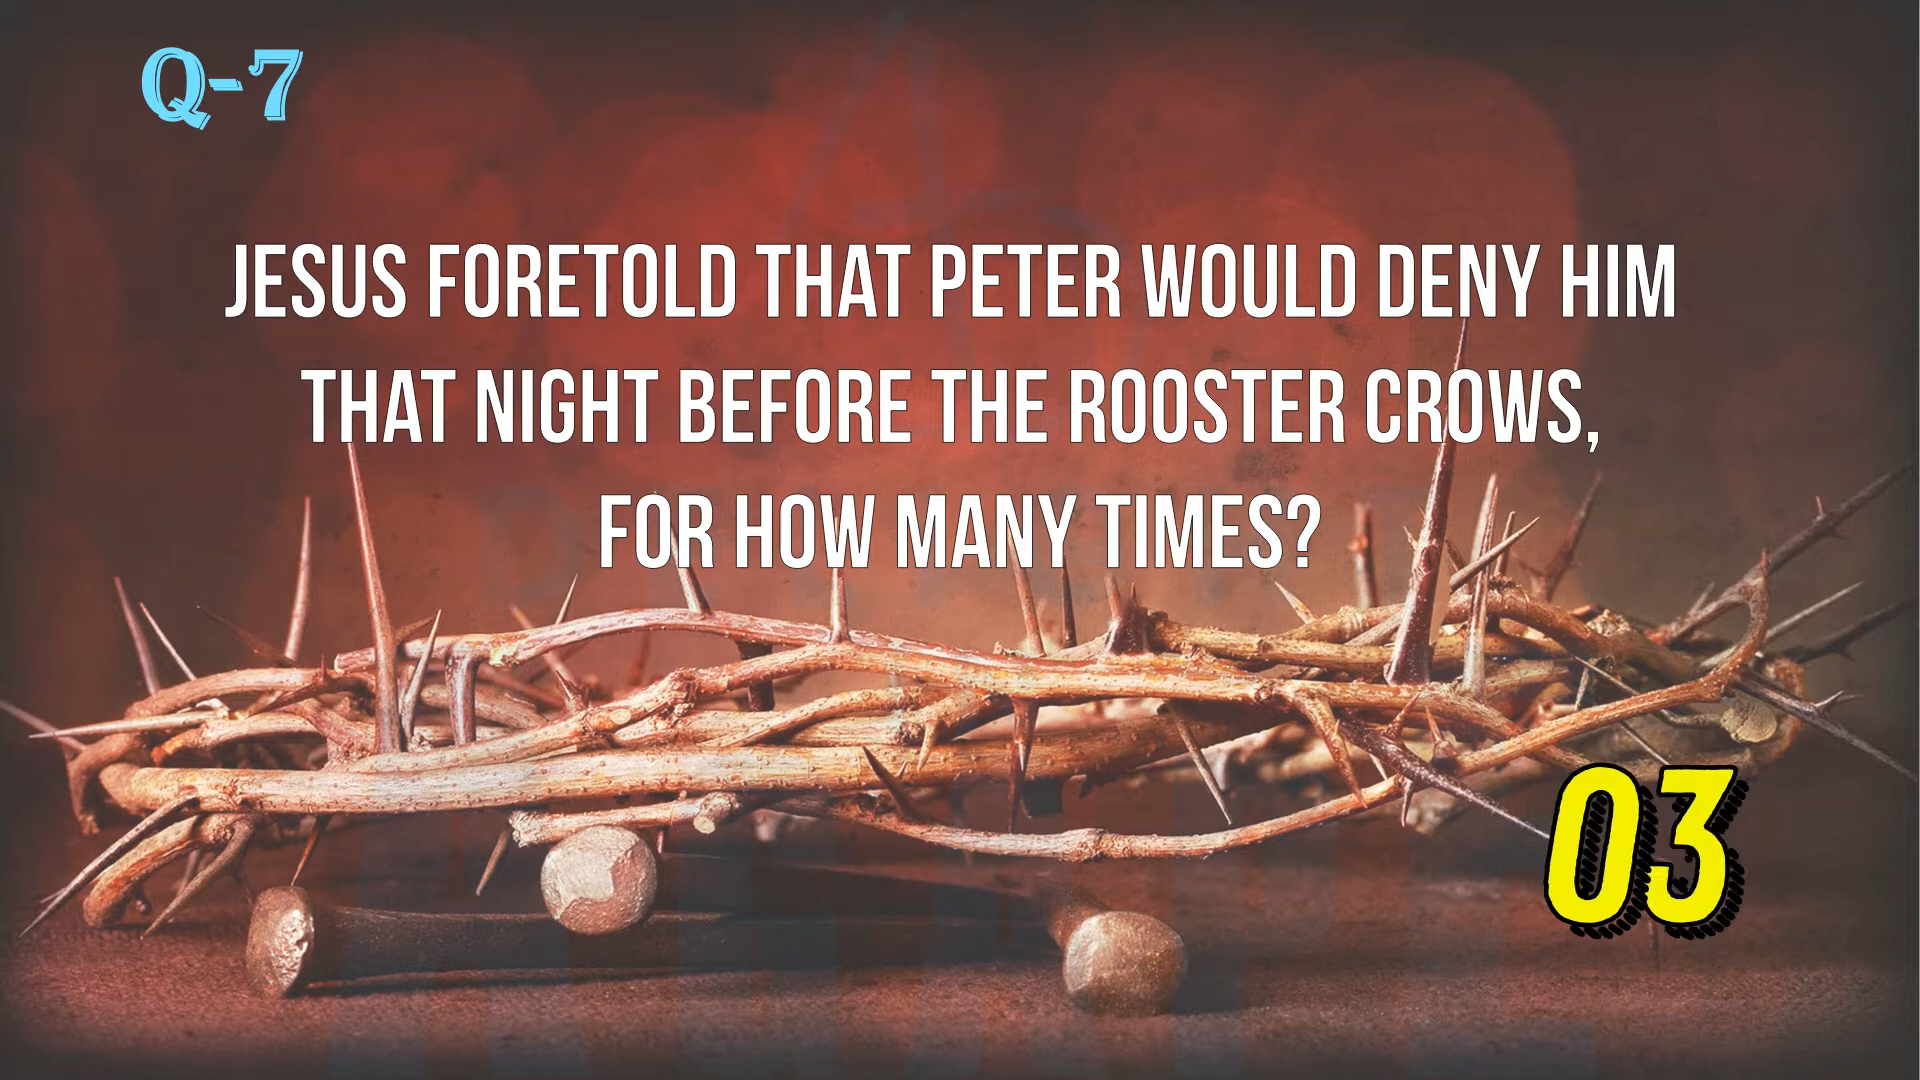 Q-7
JESUS FORETOLD THAT PETER WOULD DENY HIM
THAT NIGHT BEFORE THE ROOSTER CROWS,
FOR HOW MANY TIMES?
03